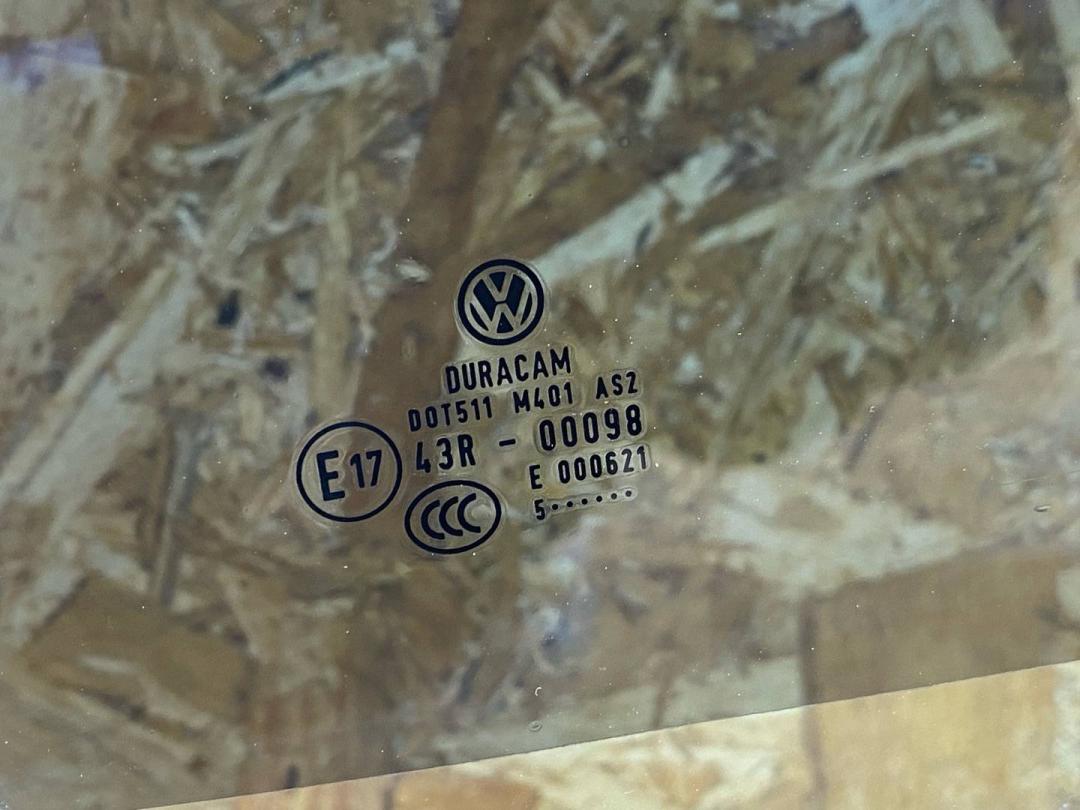 DURACAM
DOT511 M401 AS2
43R - 00098
E17
E 000621
CCC
5······